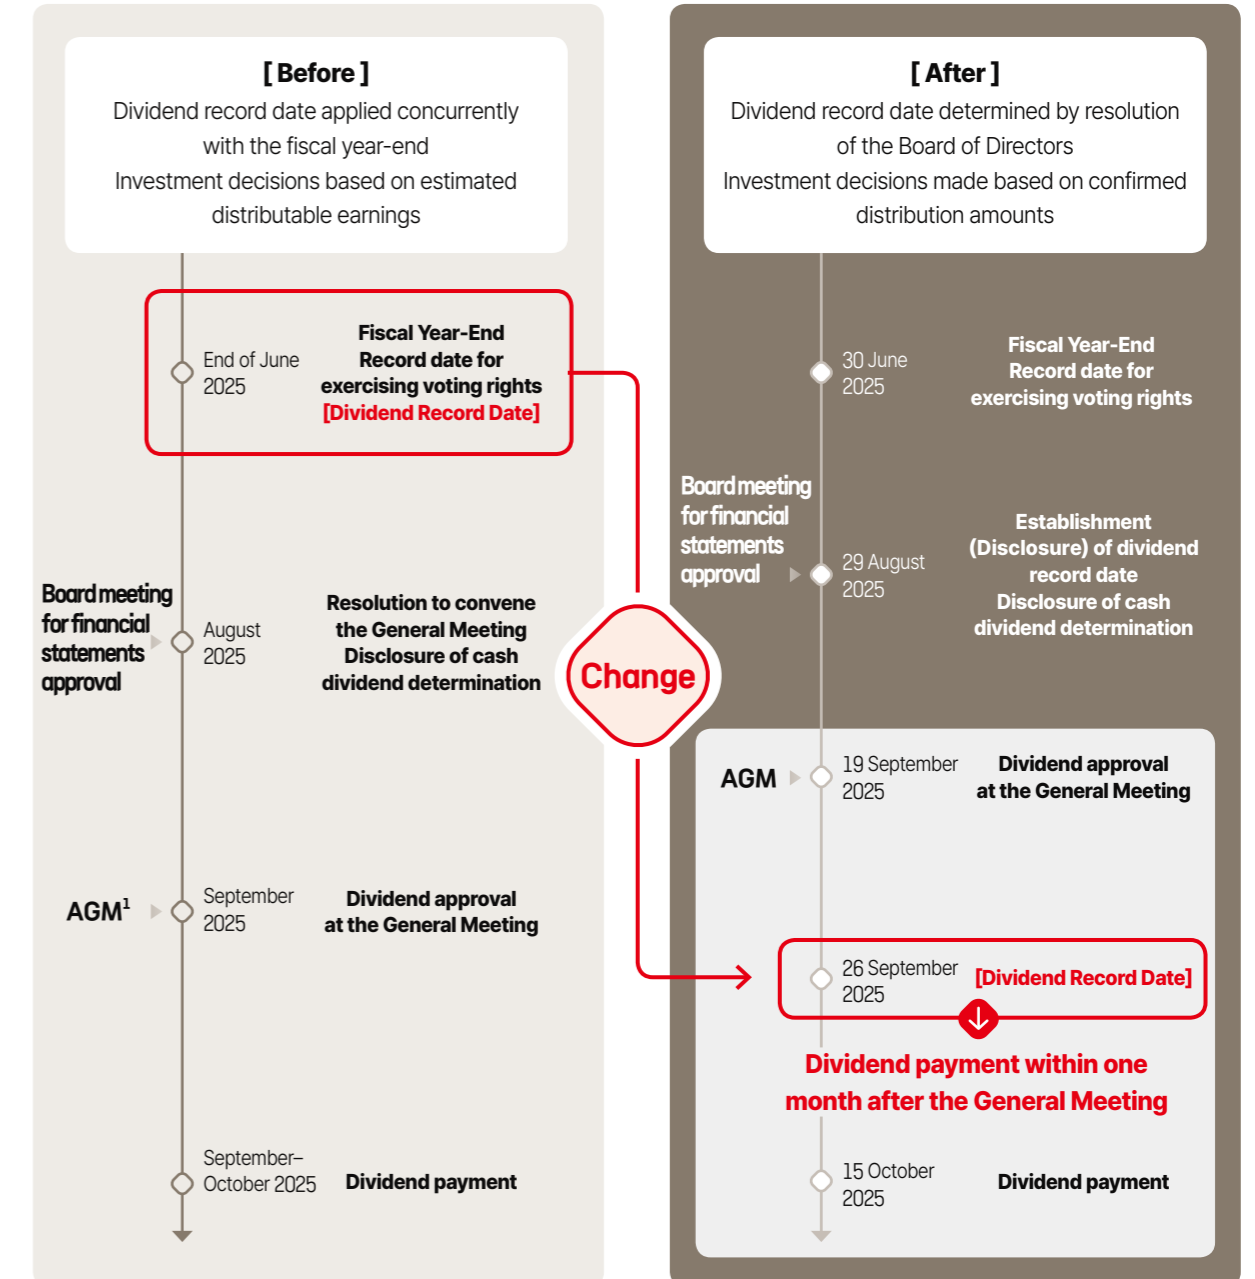 [ Before ]
Dividend record date applied concurrently
with the fiscal year-end
Investment decisions based on estimated
distributable earnings
End of June
2025
Fiscal Year-End
Record date for
exercising voting rights
[Dividend Record Date]
Board meeting
for financial
statements
approval
August
2025
Resolution to convene
the General Meeting
Disclosure of cash
dividend determination
AGM¹
September
2025
Dividend approval
at the General Meeting
September–
October 2025
Dividend payment
Change
[ After ]
Dividend record date determined by resolution
of the Board of Directors
Investment decisions made based on confirmed
distribution amounts
30 June
2025
Fiscal Year-End
Record date for
exercising voting rights
Board meeting
for financial
statements
approval
29 August
2025
Establishment
(Disclosure) of dividend
record date
Disclosure of cash
dividend determination
AGM
19 September
2025
Dividend approval
at the General Meeting
26 September
2025
[Dividend Record Date]
Dividend payment within one
month after the General Meeting
15 October
2025
Dividend payment